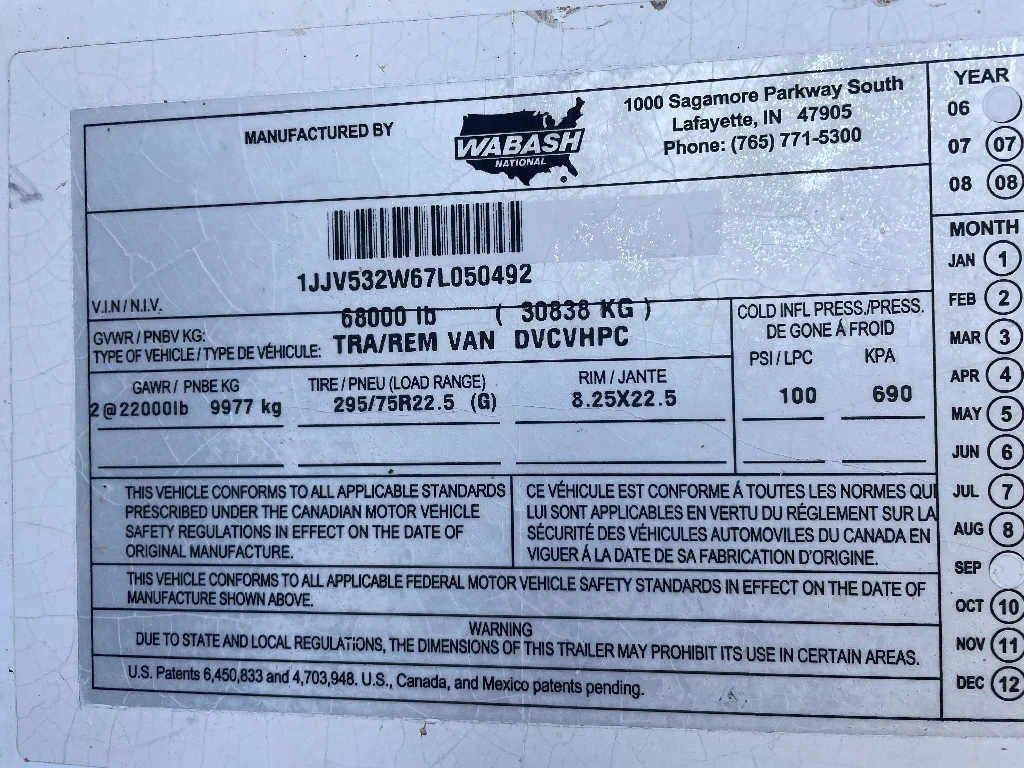 MANUFACTURED BY
WABASH
NATIONAL
1000 Sagamore Parkway South
Lafayette, IN 47905
Phone: (765) 771-5300
1JJV532W67L050492
V.I.N / N.I.V.
GVWR / PNBV KG: 68000 lb ( 30838 KG )
TYPE OF VEHICLE / TYPE DE VÉHICULE: TRA/REM VAN DVCVHPC
COLD INFL PRESS./PRESS.
DE GONE Á FROID
GAWR / PNBE KG TIRE / PNEU (LOAD RANGE) RIM / JANTE PSI / LPC KPA
2@22000lb 9977 kg 295/75R22.5 (G) 8.25X22.5 100 690
THIS VEHICLE CONFORMS TO ALL APPLICABLE STANDARDS
PRESCRIBED UNDER THE CANADIAN MOTOR VEHICLE
SAFETY REGULATIONS IN EFFECT ON THE DATE OF
ORIGINAL MANUFACTURE.
CE VÉHICULE EST CONFORME Á TOUTES LES NORMES QUI
LUI SONT APPLICABLES EN VERTU DU RÉGLEMENT SUR LA
SÉCURITÉ DES VÉHICULES AUTOMOVILES DU CANADA EN
VIGUER Á LA DATE DE SA FABRICATION D'ORIGINE.
THIS VEHICLE CONFORMS TO ALL APPLICABLE FEDERAL MOTOR VEHICLE SAFETY STANDARDS IN EFFECT ON THE DATE OF
MANUFACTURE SHOWN ABOVE.
WARNING
DUE TO STATE AND LOCAL REGULATIONS, THE DIMENSIONS OF THIS TRAILER MAY PROHIBIT ITS USE IN CERTAIN AREAS.
U.S. Patents 6,450,833 and 4,703,948. U.S., Canada, and Mexico patents pending.
YEAR
06
07 07
08 08
MONTH
JAN 1
FEB 2
MAR 3
APR 4
MAY 5
JUN 6
JUL 7
AUG 8
SEP
OCT 10
NOV 11
DEC 12